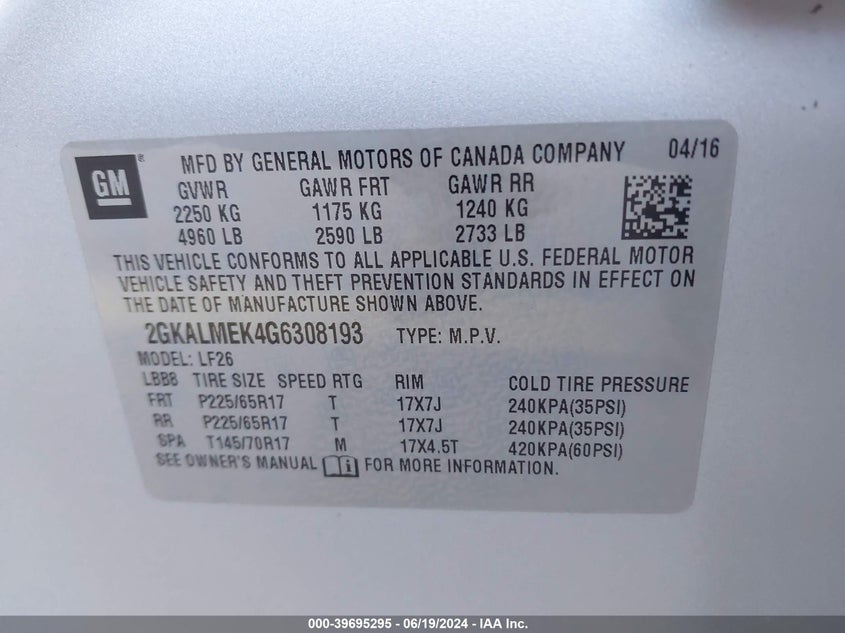 GM ® MFD BY GENERAL MOTORS OF CANADA COMPANY 04/16
GVWR GAWR FRT GAWR RR
2250 KG 1175 KG 1240 KG
4960 LB 2590 LB 2733 LB
THIS VEHICLE CONFORMS TO ALL APPLICABLE U.S. FEDERAL MOTOR
VEHICLE SAFETY AND THEFT PREVENTION STANDARDS IN EFFECT ON
THE DATE OF MANUFACTURE SHOWN ABOVE.
2GKALMEK4G6308193 TYPE: M.P.V.
MODEL: LF26
LBBB TIRE SIZE SPEED RTG RIM COLD TIRE PRESSURE
FRT P225/65R17 T 17X7J 240KPA(35PSI)
RR P225/65R17 T 17X7J 240KPA(35PSI)
SPA T145/70R17 M 17X4.5T 420KPA(60PSI)
SEE OWNER'S MANUAL i FOR MORE INFORMATION.
000-39695295 - 06/19/2024 - IAA Inc.